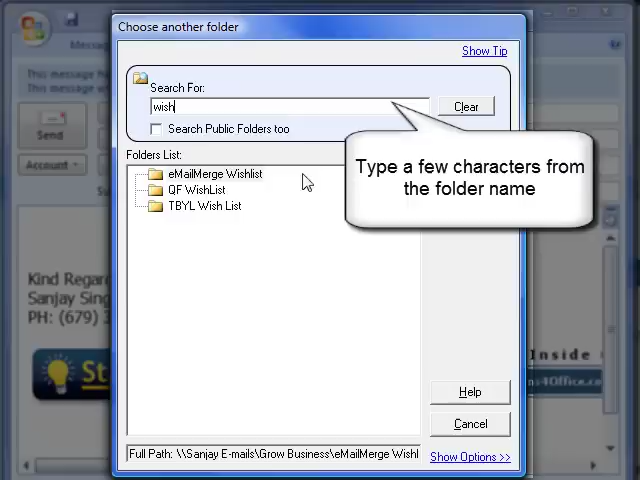 Choose another folder
Show Tip
Search For:
wish
Clear
Search Public Folders too
Type a few characters from
the folder name
Folders List:
eMailMerge Wishlist
QF WishList
TBYL Wish List
Help
Cancel
Full Path: \\Sanjay E-mails\Grow Business\eMailMerge Wishl
Show Options >>
Send
Account
Kind Regar
Sanjay Sing
PH: (679) 3
St
Inside